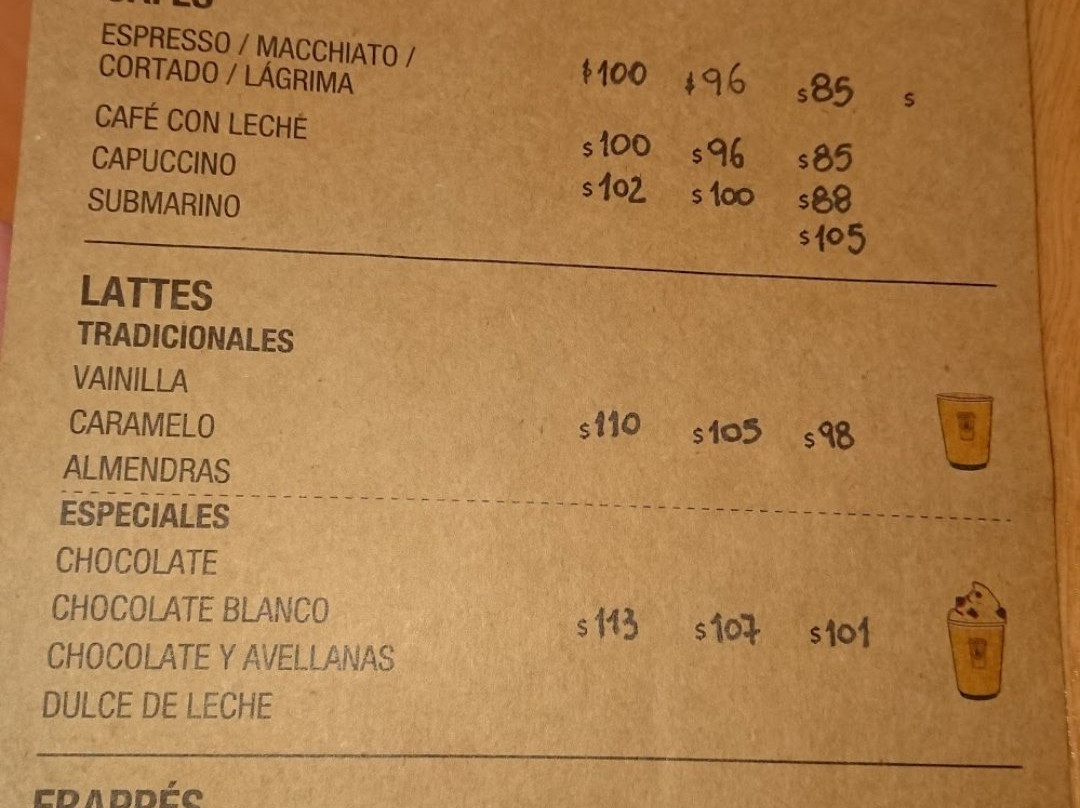 CAFÉS
ESPRESSO / MACCHIATO /
CORTADO / LÁGRIMA $100 $96 $85 $
CAFÉ CON LECHE $100 $96 $85
CAPUCCINO $102 $100 $88
SUBMARINO $105
LATTES
TRADICIONALES
VAINILLA
CARAMELO $110 $105 $98
ALMENDRAS
ESPECIALES
CHOCOLATE
CHOCOLATE BLANCO $113 $107 $101
CHOCOLATE Y AVELLANAS
DULCE DE LECHE
FRAPPÉS